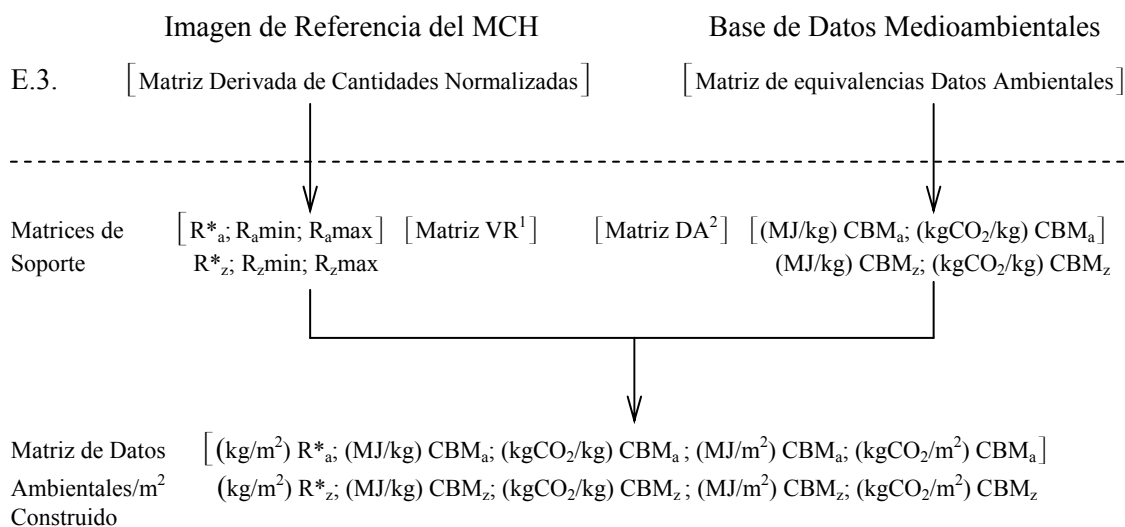 Imagen de Referencia del MCH Base de Datos Medioambientales
E.3. [Matriz Derivada de Cantidades Normalizadas] [Matriz de equivalencias Datos Ambientales]
Matrices de [R*a; Ramin; Ramax] [Matriz VR¹] [Matriz DA²] [(MJ/kg) CBMa; (kgCO₂/kg) CBMa]
Soporte R*z; Rzmin; Rzmax (MJ/kg) CBMz; (kgCO₂/kg) CBMz
Matriz de Datos [(kg/m²) R*a; (MJ/kg) CBMa; (kgCO₂/kg) CBMa; (MJ/m²) CBMa; (kgCO₂/m²) CBMa]
Ambientales/m² (kg/m²) R*z; (MJ/kg) CBMz; (kgCO₂/kg) CBMz; (MJ/m²) CBMz; (kgCO₂/m²) CBMz
Construido